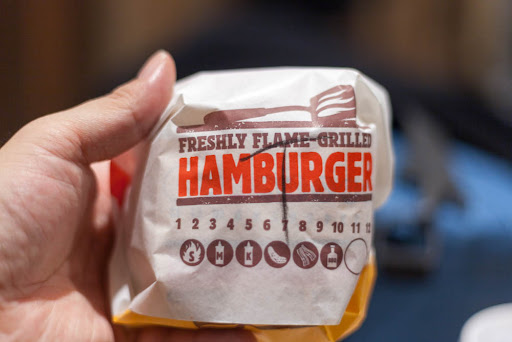 FRESHLY FLAME-GRILLED
HAMBURGER
1 2 3 4 5 6 7 8 9 10 11 12
S M K